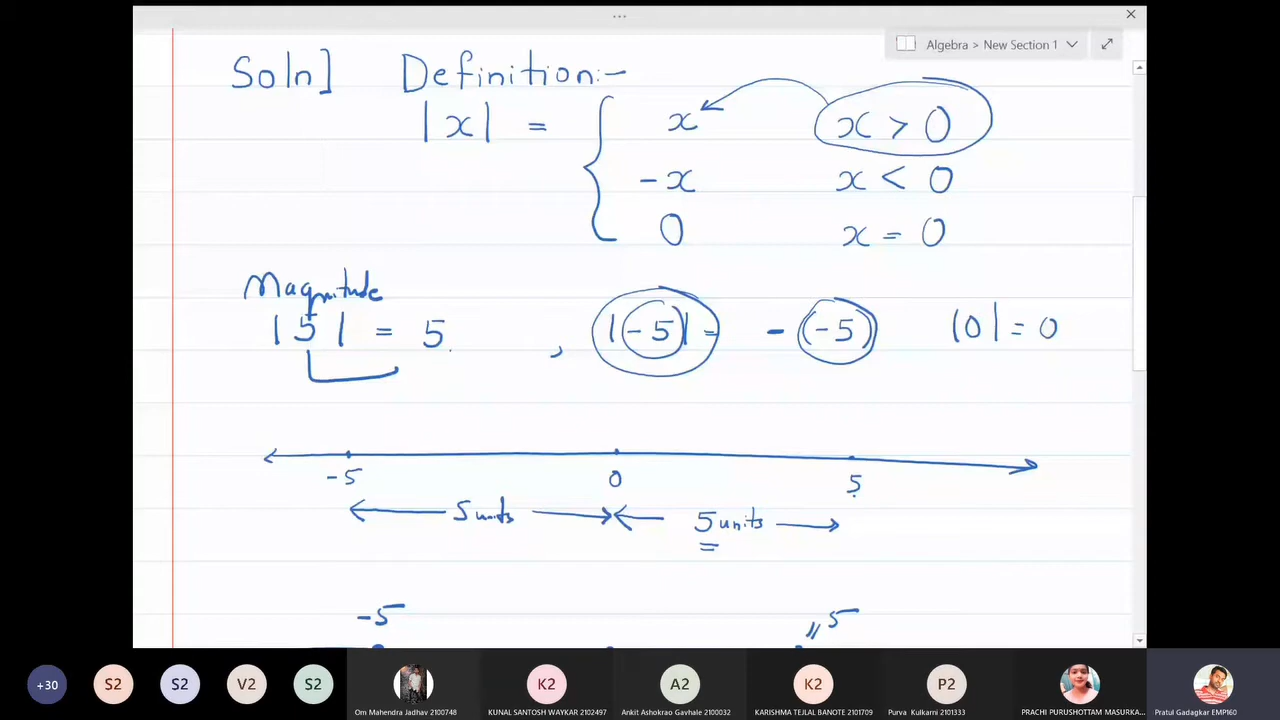 ...
Algebra > New Section 1
Soln] Definition:-
|x| = { x x > 0
-x x < 0
0 x = 0
Magnitude
|5| = 5. , |-5| = - (-5) |0| = 0
-5 0 5
5 units 5 units
-5 5
+30 S2 S2 V2 S2 K2 A2 K2 P2
Om Mahendra Jadhav 2100748 KUNAL SANTOSH WAYKAR 2102497 Ankit Ashokrao Gavhale 2100032 KARISHMA TEJLAL BANOTE 2101709 Purva Kulkarni 2101333 PRACHI PURUSHOTTAM MASURKA... Pratul Gadagkar EMP160